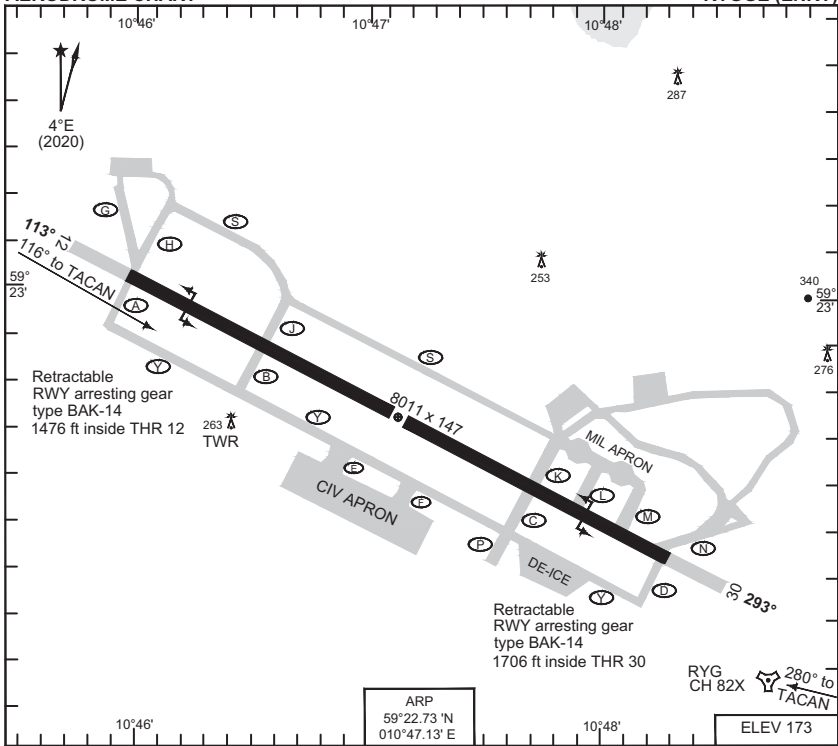 10°46'
10°47'
10°48'
287
4°E
(2020)
G
S
H
113°
12
116° to TACAN
253
340
59°
23'
59°
23'
A
J
S
276
Y
B
Retractable
RWY arresting gear
type BAK-14
1476 ft inside THR 12
8011 x 147
263
TWR
Y
MIL APRON
E
K
CIV APRON
L
F
M
C
P
N
DE-ICE
Y
D
30
293°
Retractable
RWY arresting gear
type BAK-14
1706 ft inside THR 30
RYG
CH 82X
280° to
TACAN
ARP
59°22.73 'N
010°47.13' E
10°46'
10°48'
ELEV 173